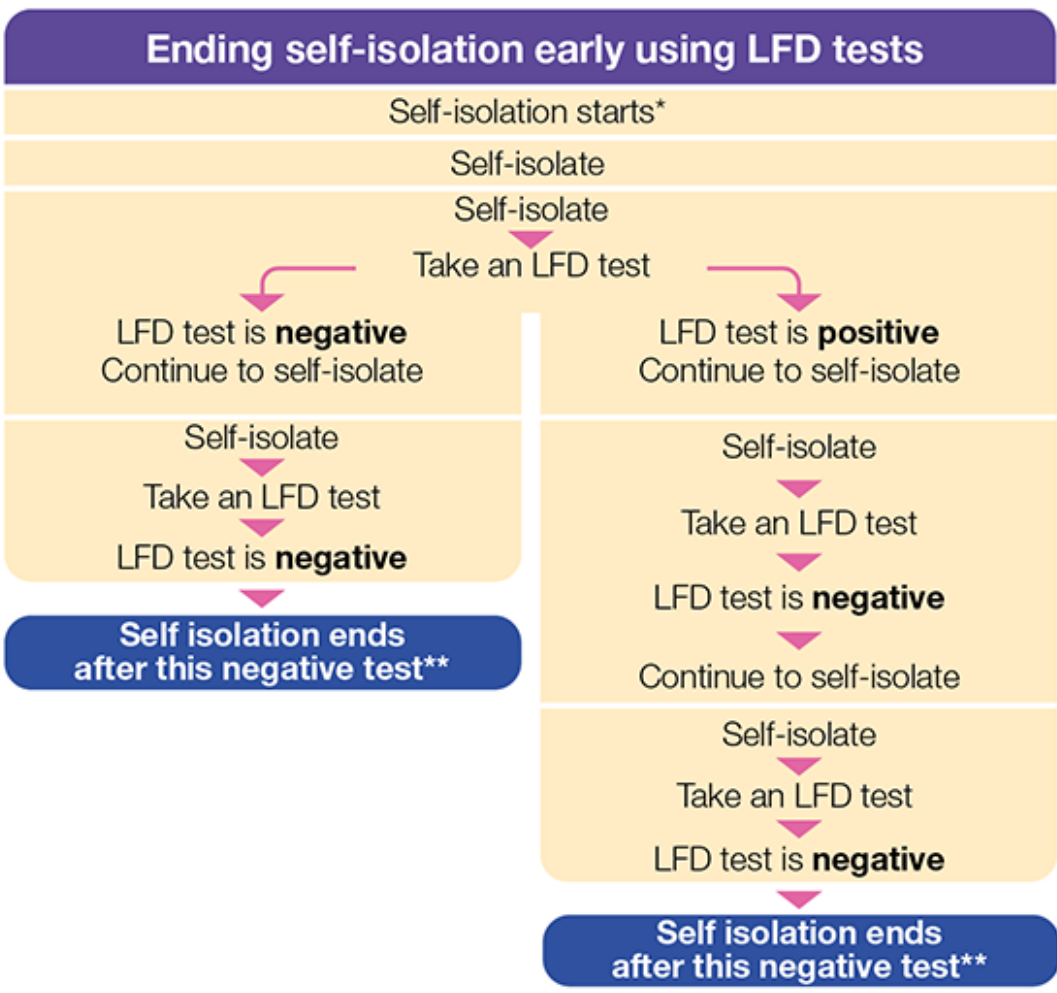 Ending self-isolation early using LFD tests
Self-isolation starts*
Self-isolate
Self-isolate
Take an LFD test
LFD test is negative
Continue to self-isolate
Self-isolate
Take an LFD test
LFD test is negative
Self isolation ends
after this negative test**
LFD test is positive
Continue to self-isolate
Self-isolate
Take an LFD test
LFD test is negative
Continue to self-isolate
Self-isolate
Take an LFD test
LFD test is negative
Self isolation ends
after this negative test**